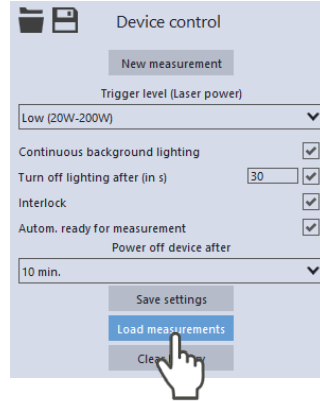 Device control
New measurement
Trigger level (Laser power)
Low (20W-200W)
Continuous background lighting
Turn off lighting after (in s) 30
Interlock
Autom. ready for measurement
Power off device after
10 min.
Save settings
Load measurements